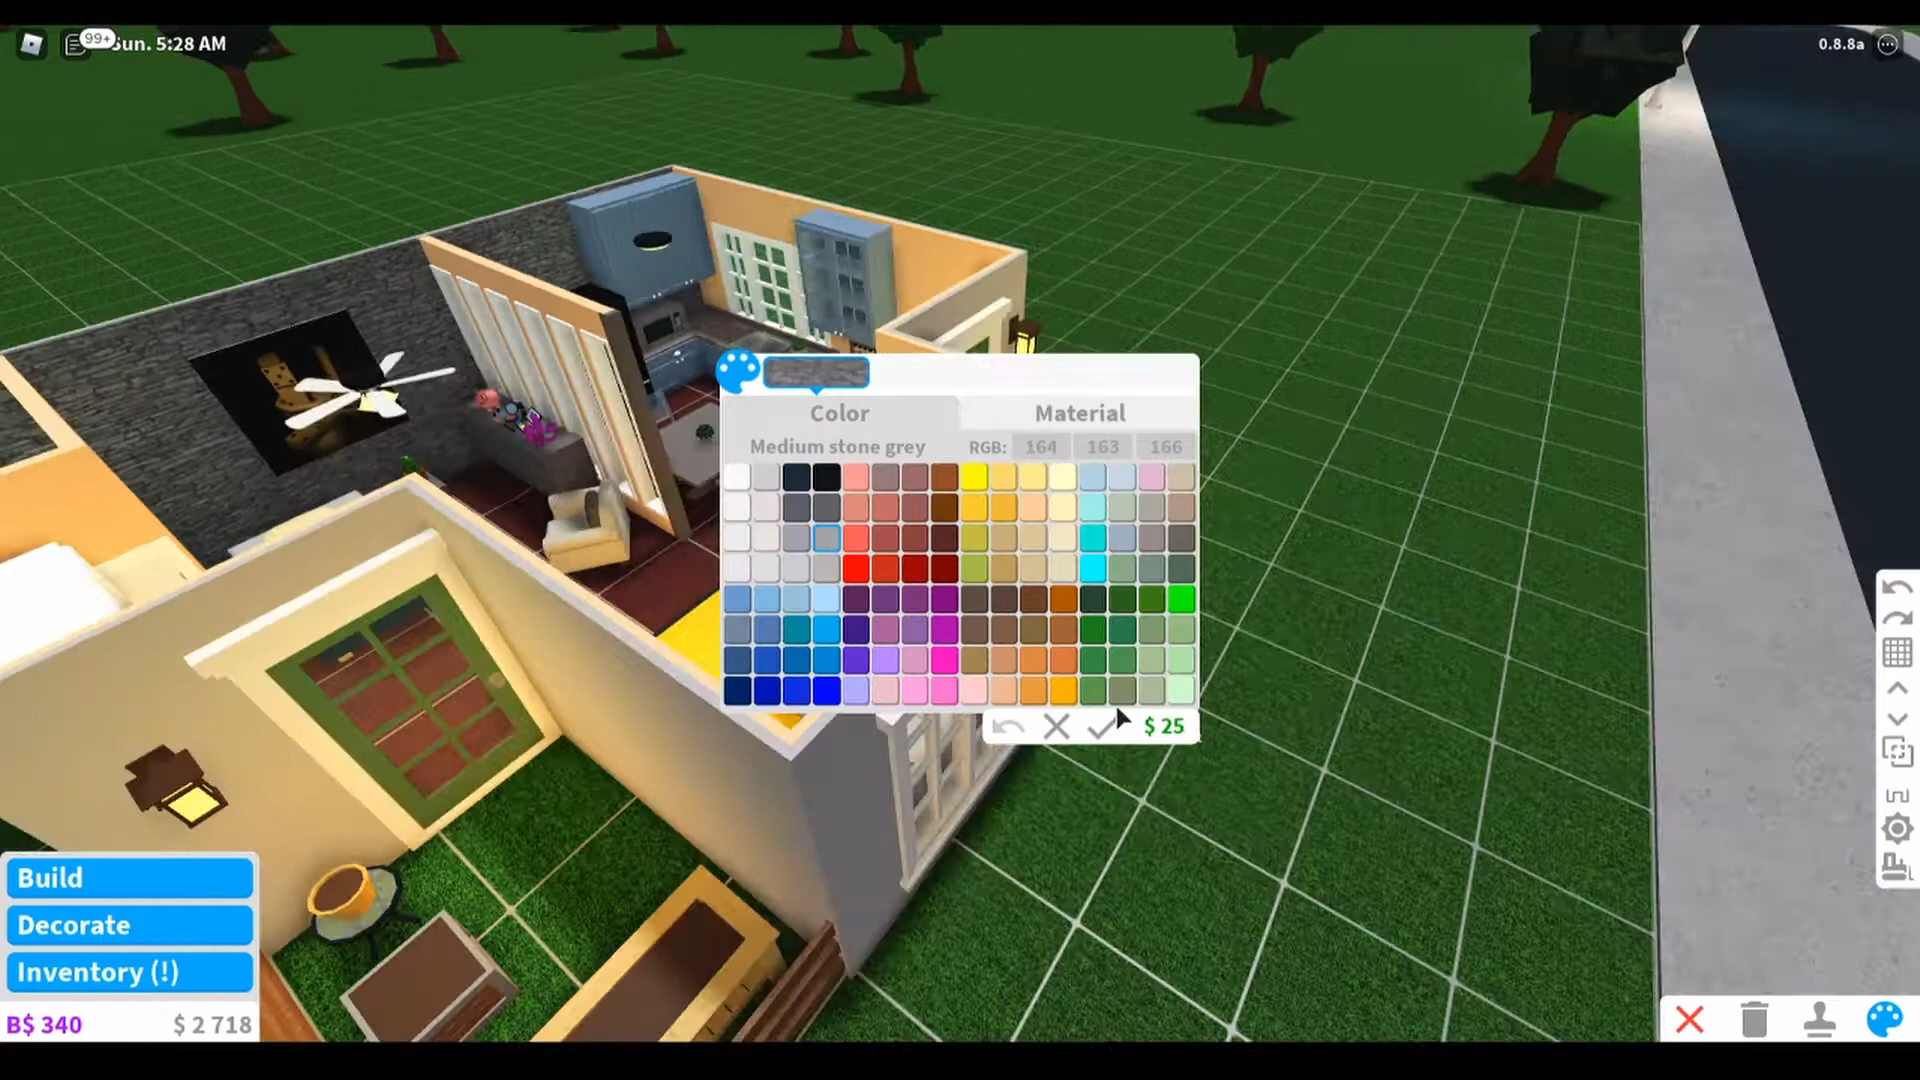 99+
Sun. 5:28 AM
0.8.8a
Color
Material
Medium stone grey
RGB: 164 163 166
$ 25
Build
Decorate
Inventory (!)
B$ 340
$ 2 718